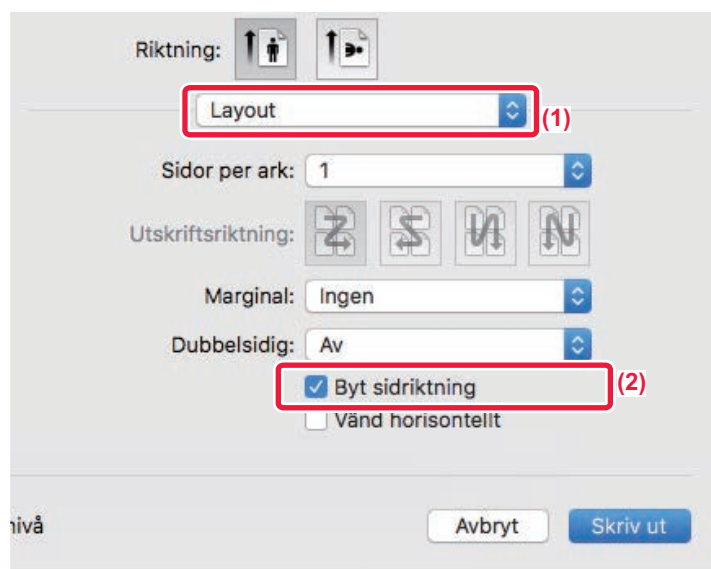 Riktning:
Layout
(1)
Sidor per ark: 1
Utskriftsriktning:
Marginal: Ingen
Dubbelsidig: Av
Byt sidriktning
(2)
Vänd horisontellt
nivå
Avbryt
Skriv ut